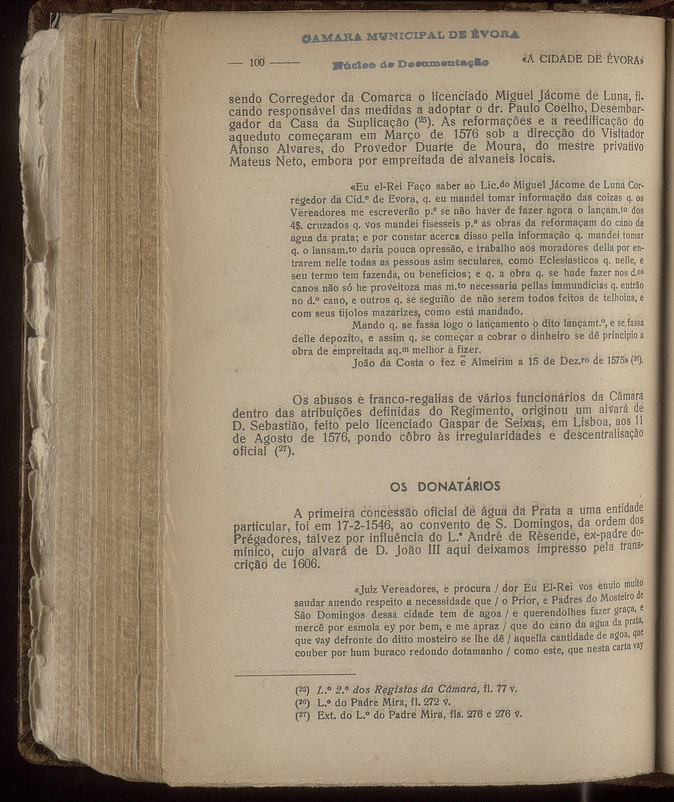 CAMARA MUNICIPAL DE ÉVORA
Núcleo de Documentação
— 100 —— «A CIDADE DE ÉVORA»
sendo Corregedor da Comarca o licenciado Miguel Jácome de Luna, fi-
cando responsável das medidas a adoptar o dr. Paulo Coelho, Desembar-
gador da Casa da Suplicação (²⁵). As reformações e a reedificação do
aqueduto começaram em Março de 1576 sob a direcção do Visitador
Afonso Alvares, do Provedor Duarte de Moura, do mestre privativo
Mateus Neto, embora por empreitada de alvaneis locais.
«Eu el-Rei Faço saber ao Lic.do Miguel Jácome de Luna Cor-
regedor da Cid.e de Evora, q. eu mandei tomar informação das coizas q. os
Vereadores me escreverão p.ª se não haver de fazer agora o lançam.to dos
4$. cruzados q. vos mandei fisesseis p.ª as obras da reformaçam do cano da
agua da prata; e por constar acerca disso pella informação q. mandei tomar
q. o lansam.to daria pouca opressão, e trabalho aos moradores della por en-
trarem nelle todas as pessoas asim seculares, como Eclesiasticos q. nelle, e
seu termo tem fazenda, ou beneficios; e q. a obra q. se hade fazer nos d.os
canos não só he proveitoza mas m.to necessaria pellas immundicias q. entrão
no d.º cano, e outros q. se seguião de não serem todos feitos de telhoins, e
com seus tijolos mazarizes, como está mandado.
Mando q. se fassa logo o lançamento o dito lançamt.º, e se fassa
delle depozito, e assim q. se começar a cobrar o dinheiro se dê principio a
obra de empreitada aq.m melhor a fizer.
João da Costa o fez ẽ Almeirim a 15 de Dez.ro de 1575» (²⁶).
Os abusos e franco-regalias de vários funcionários da Câmara
dentro das atribuïções definidas do Regimento, originou um alvará de
D. Sebastião, feito pelo licenciado Gaspar de Seixas, em Lisboa, aos 11
de Agosto de 1576, pondo côbro às irregularidades e descentralisação
oficial (²⁷).
OS DONATÁRIOS
A primeira concessão oficial de água da Prata a uma entidade
particular, foi em 17-2-1546, ao convento de S. Domingos, da ordem dos
Prégadores, talvez por influência do L.º André de Rèsende, ex-padre do-
mínico, cujo alvará de D. João III aqui deixamos impresso pela trans-
crição de 1606.
«Juiz Vereadores, e procura / dor Eu El-Rei vos enuio muito
saudar auendo respeito a necessidade que / o Prior, e Padres do Mosteiro de
São Domingos dessa cidade tem de agoa / e querendolhes fazer graça, e
mercê por esmola ey por bem, e me apraz / que do cano da agua da prata,
que vay defronte do ditto mosteiro se lhe dê / aquella cantidade de agoa, que
couber por hum buraco redondo dotamanho / como este, que nesta carta vay
(²⁵) L.º 2.º dos Registos da Câmara, fl. 77 v.
(²⁶) L.º do Padre Mira, fl. 272 v.
(²⁷) Ext. do L.º do Padre Mira, fls. 276 e 276 v.